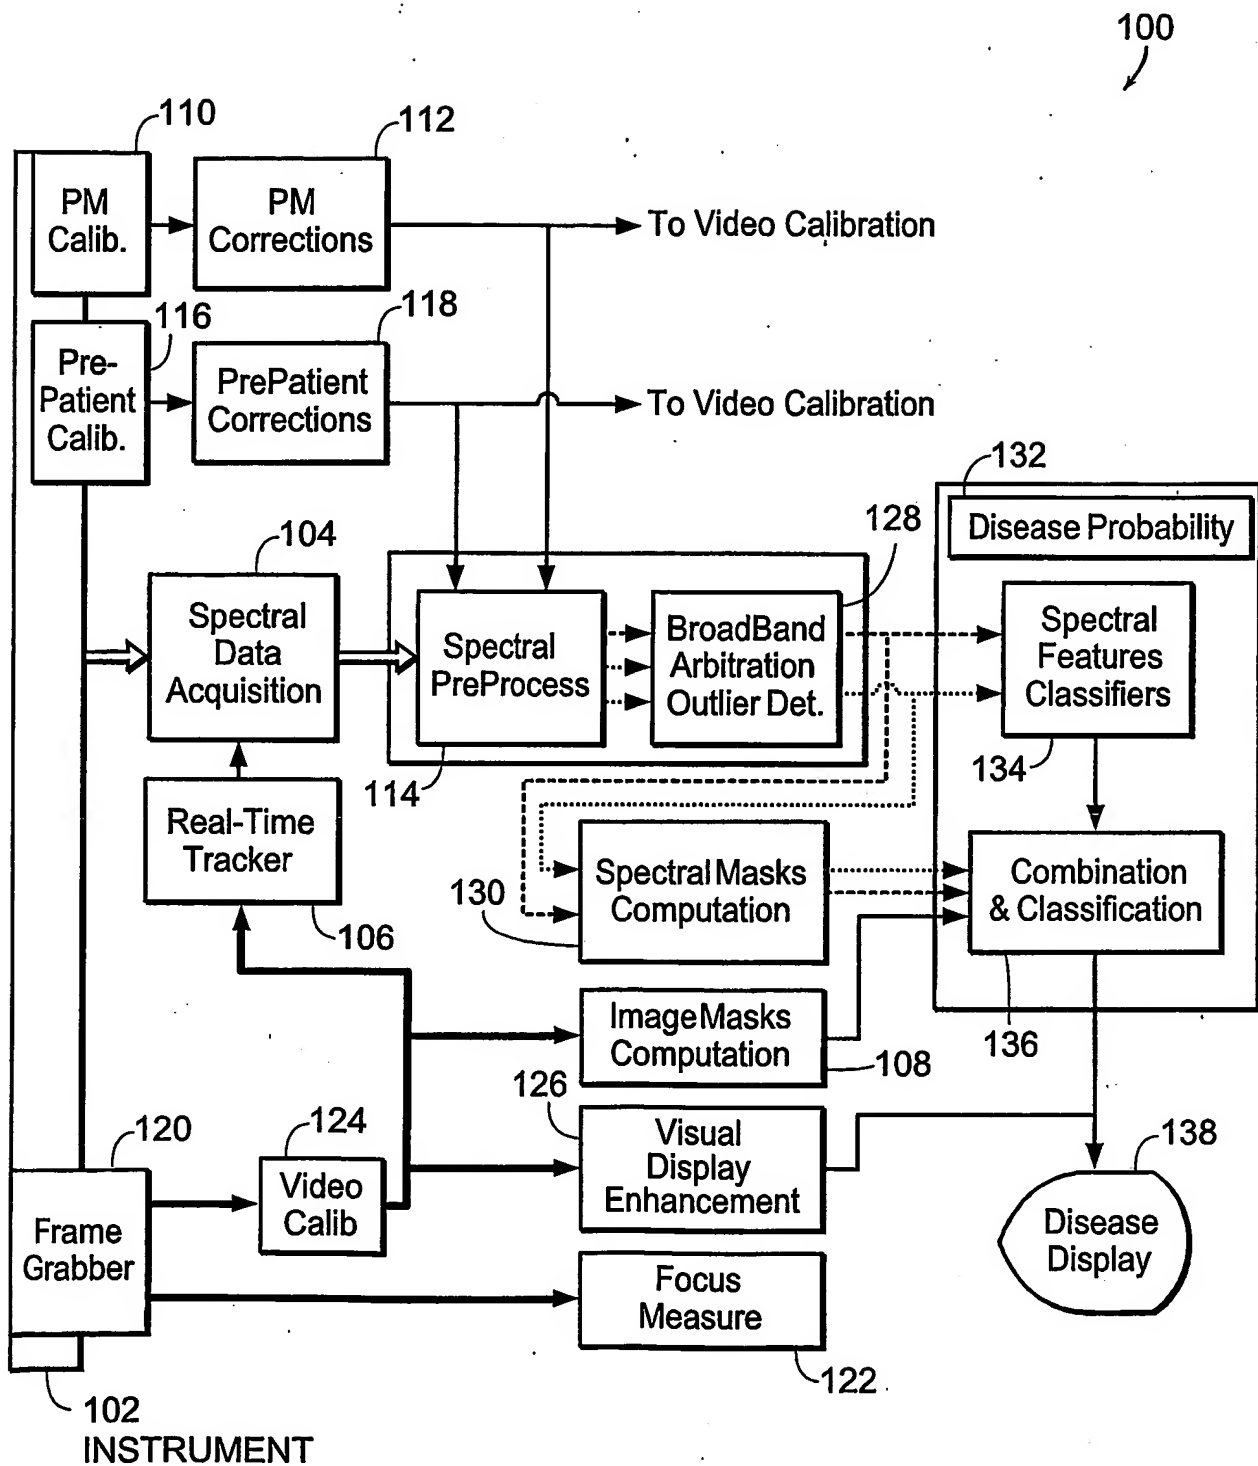 100
110
112
PM
Calib.
PM
Corrections
To Video Calibration
116
118
Pre-
Patient
Calib.
PrePatient
Corrections
To Video Calibration
132
Disease Probability
104
128
Spectral
Data
Acquisition
Spectral
PreProcess
BroadBand
Arbitration
Outlier Det.
Spectral
Features
Classifiers
114
134
Real-Time
Tracker
106
130
Spectral Masks
Computation
Combination
& Classification
136
Image Masks
Computation
108
126
120
124
Visual
Display
Enhancement
138
Frame
Grabber
Video
Calib
Disease
Display
Focus
Measure
122
102
INSTRUMENT